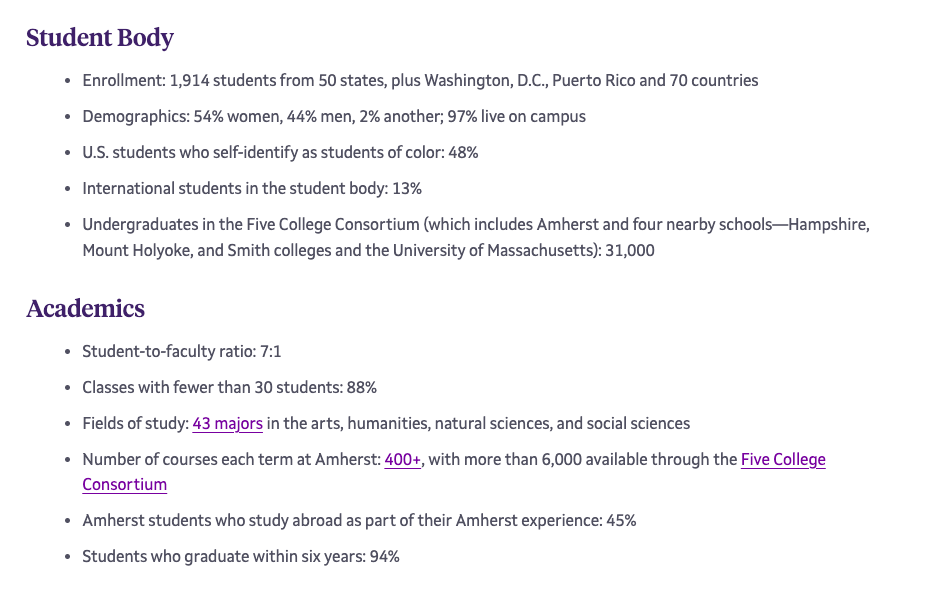 Student Body
• Enrollment: 1,914 students from 50 states, plus Washington, D.C., Puerto Rico and 70 countries
• Demographics: 54% women, 44% men, 2% another; 97% live on campus
• U.S. students who self-identify as students of color: 48%
• International students in the student body: 13%
• Undergraduates in the Five College Consortium (which includes Amherst and four nearby schools—Hampshire,
Mount Holyoke, and Smith colleges and the University of Massachusetts): 31,000
Academics
• Student-to-faculty ratio: 7:1
• Classes with fewer than 30 students: 88%
• Fields of study: 43 majors in the arts, humanities, natural sciences, and social sciences
• Number of courses each term at Amherst: 400+, with more than 6,000 available through the Five College
Consortium
• Amherst students who study abroad as part of their Amherst experience: 45%
• Students who graduate within six years: 94%